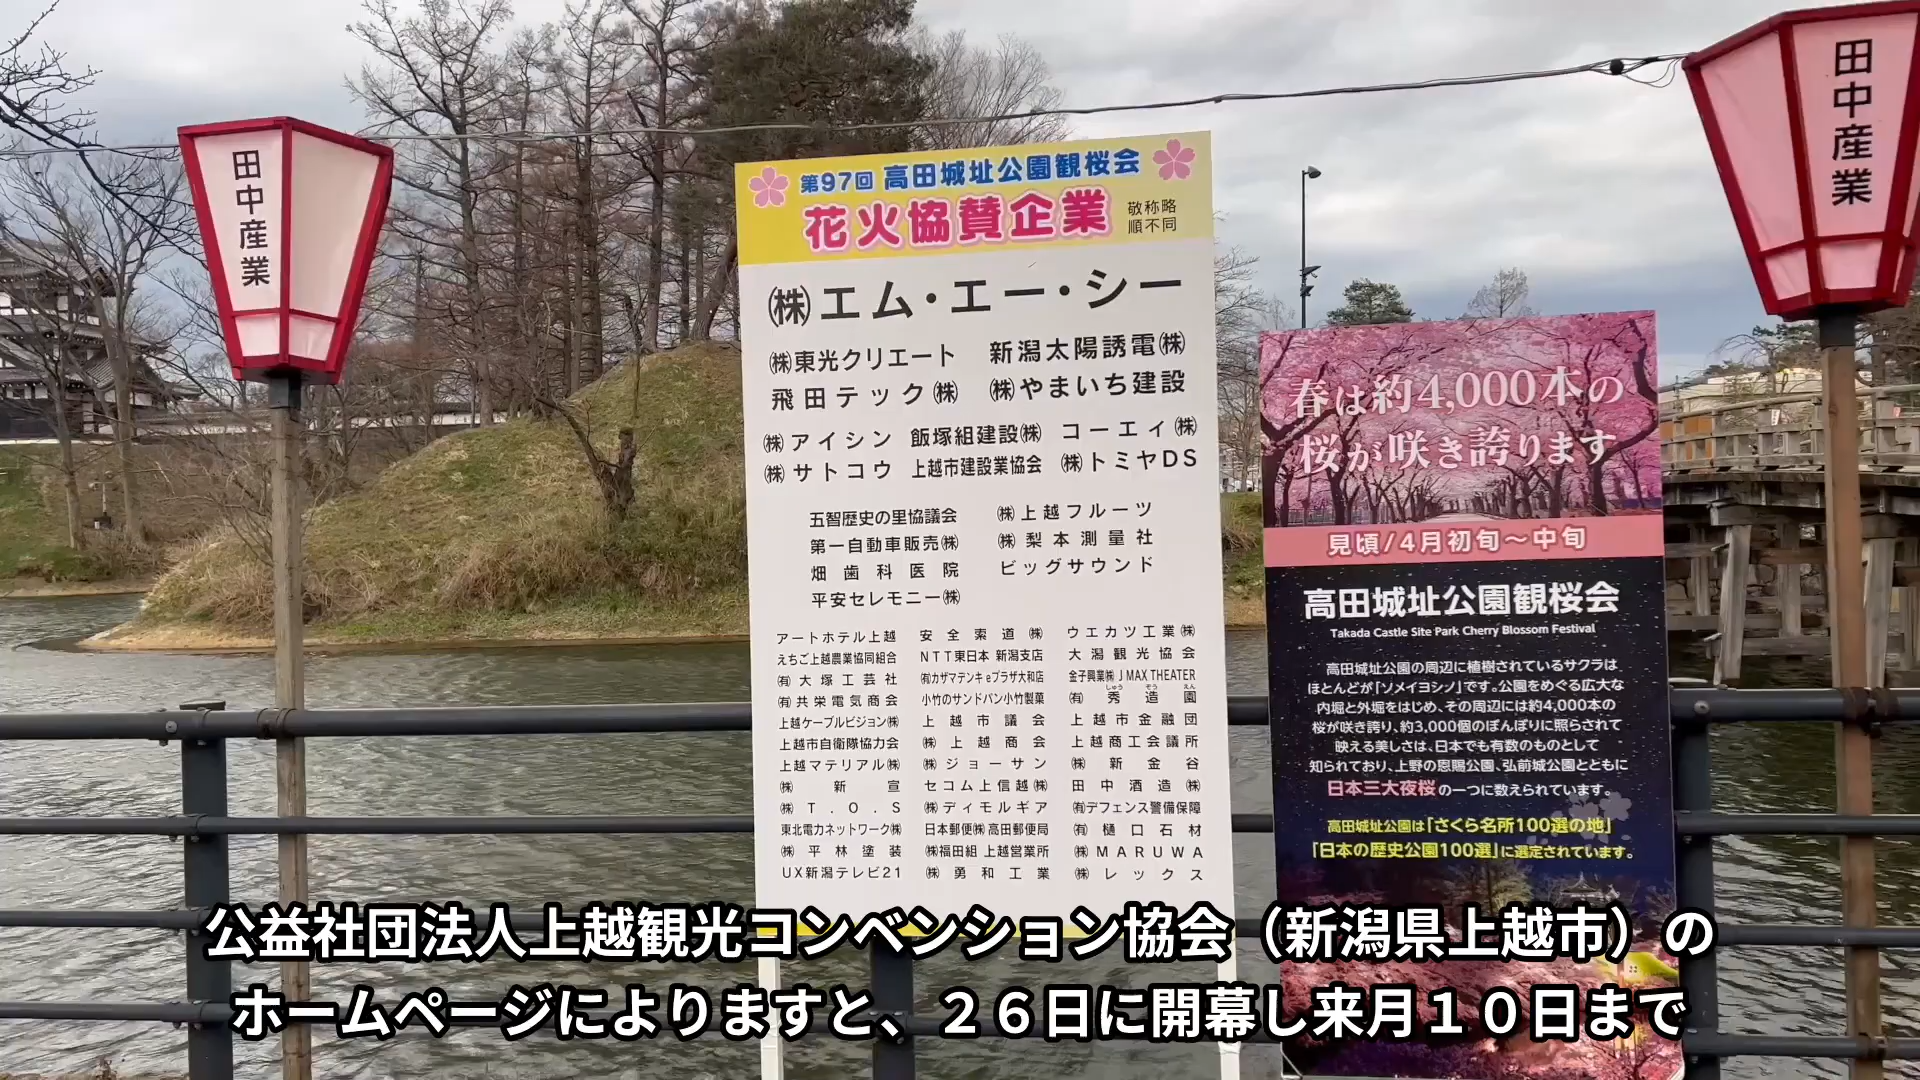 田中産業
田中産業
第97回 高田城址公園観桜会
花火協賛企業
敬称略
順不同
㈱エム・エー・シー
㈱東光クリエート 新潟太陽誘電㈱
飛田テック㈱ ㈱やまいち建設
㈱アイシン 飯塚組建設㈱ コーエィ㈱
㈱サトコウ 上越市建設業協会 ㈱トミヤDS
五智歴史の里協議会 ㈱上越フルーツ
第一自動車販売㈱ ㈱梨本測量社
畑歯科医院 ビッグサウンド
平安セレモニー㈱
アートホテル上越 安全索道㈱ ウエカツ工業㈱
えちご上越農業協同組合 NTT東日本 新潟支店 大潟観光協会
㈲大塚工芸社 ㈲カザマデンキeプラザ大和店 金子興業㈱ J MAX THEATER
㈲共栄電気商会 小竹のサンドパン小竹製菓 ㈲秀造園
上越ケーブルビジョン㈱ 上越市議会 上越市金融団
上越市自衛隊協力会 ㈱上越商会 上越商工会議所
上越マテリアル㈱ ㈱ジョーサン ㈱新金谷
㈱新宣 セコム上信越㈱ 田中酒造㈱
㈱T.O.S ㈱ディモルギア ㈲デフェンス警備保障
東北電力ネットワーク㈱ 日本郵便㈱高田郵便局 ㈲樋口石材
㈱平林塗装 ㈱福田組 上越営業所 ㈱MARUWA
UX新潟テレビ21 ㈱勇和工業 ㈱レックス
春は約4,000本の
桜が咲き誇ります
見頃/4月初旬～中旬
高田城址公園観桜会
Takada Castle Site Park Cherry Blossom Festival
高田城址公園の周辺に植樹されているサクラは
ほとんどが「ソメイヨシノ」です。公園をめぐる広大な
内堀と外堀をはじめ、その周辺には約4,000本の
桜が咲き誇り、約3,000個のぼんぼりに照らされて
映える美しさは、日本でも有数のものとして
知られており、上野の恩賜公園、弘前城公園とともに
日本三大夜桜の一つに数えられています。
高田城址公園は「さくら名所100選の地」
「日本の歴史公園100選」に選定されています。
公益社団法人上越観光コンベンション協会（新潟県上越市）の
ホームページによりますと、２６日に開幕し来月１０日まで